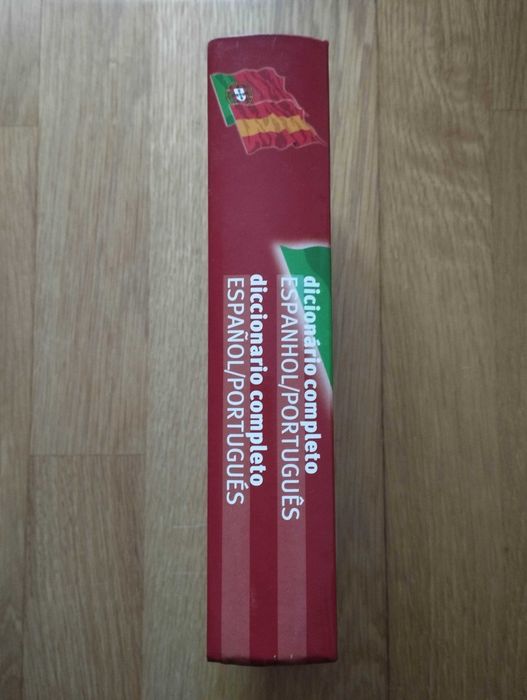 dicionário completo
ESPANHOL/PORTUGUÊS
diccionario completo
ESPAÑOL/PORTUGUÉS